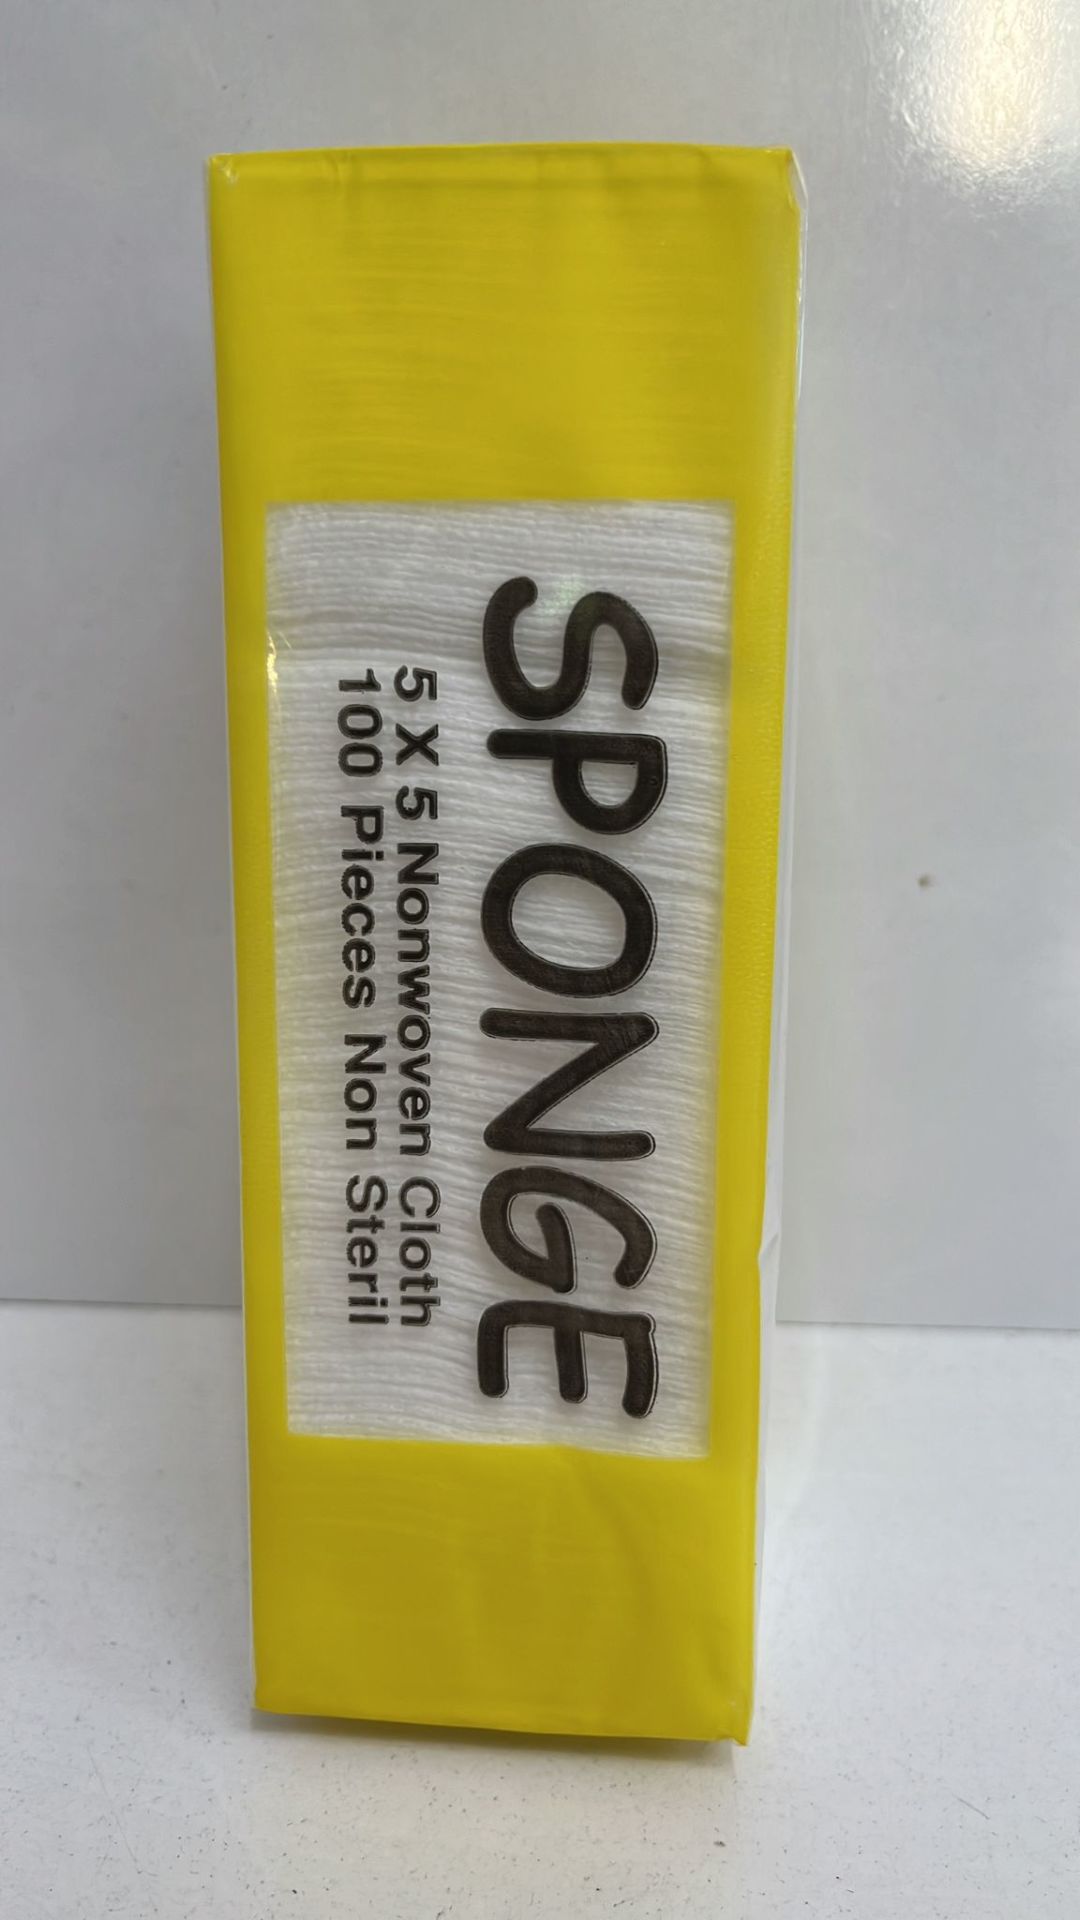 SPONGE
5 X 5 Nonwoven Cloth
100 Pieces Non Steril